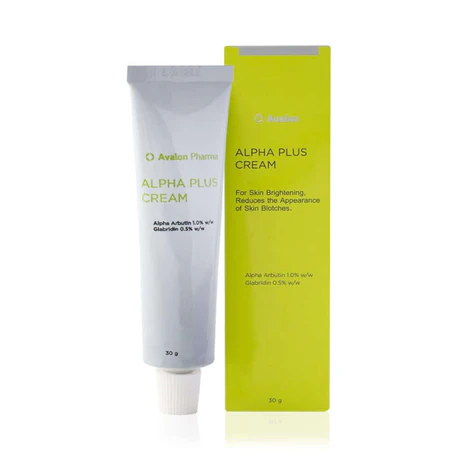 Avalon Pharma
ALPHA PLUS
CREAM
Alpha Arbutin 1.0% w/w
Glabridin 0.5% w/w
30 g
Avalon
ALPHA PLUS
CREAM
For Skin Brightening,
Reduces the Appearance
of Skin Blotches.
Alpha Arbutin 1.0% w/w
Glabridin 0.5% w/w
30 g